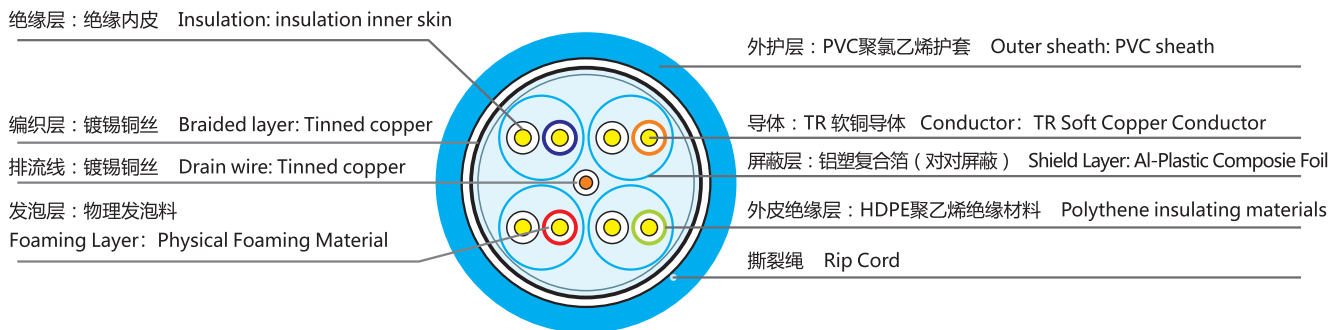 绝缘层：绝缘内皮 Insulation: insulation inner skin
编织层：镀锡铜丝 Braided layer: Tinned copper
排流线：镀锡铜丝 Drain wire: Tinned copper
发泡层：物理发泡料
Foaming Layer：Physical Foaming Material
外护层：PVC聚氯乙烯护套 Outer sheath: PVC sheath
导体：TR 软铜导体 Conductor：TR Soft Copper Conductor
屏蔽层：铝塑复合箔（对对屏蔽） Shield Layer: Al-Plastic Composie Foil
外皮绝缘层：HDPE聚乙烯绝缘材料 Polythene insulating materials
撕裂绳 Rip Cord